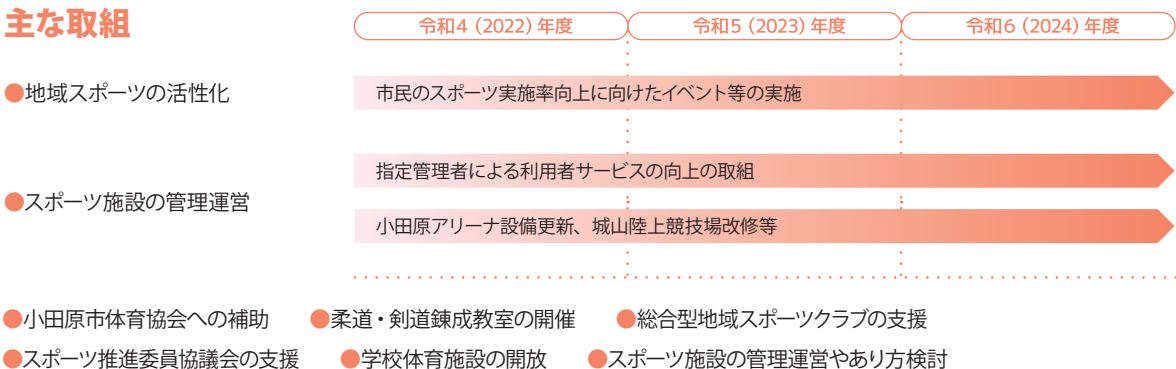 主な取組
令和4（2022）年度 令和5（2023）年度 令和6（2024）年度
●地域スポーツの活性化
市民のスポーツ実施率向上に向けたイベント等の実施
指定管理者による利用者サービスの向上の取組
●スポーツ施設の管理運営
小田原アリーナ設備更新、城山陸上競技場改修等
●小田原市体育協会への補助 ●柔道・剣道錬成教室の開催 ●総合型地域スポーツクラブの支援
●スポーツ推進委員協議会の支援 ●学校体育施設の開放 ●スポーツ施設の管理運営やあり方検討